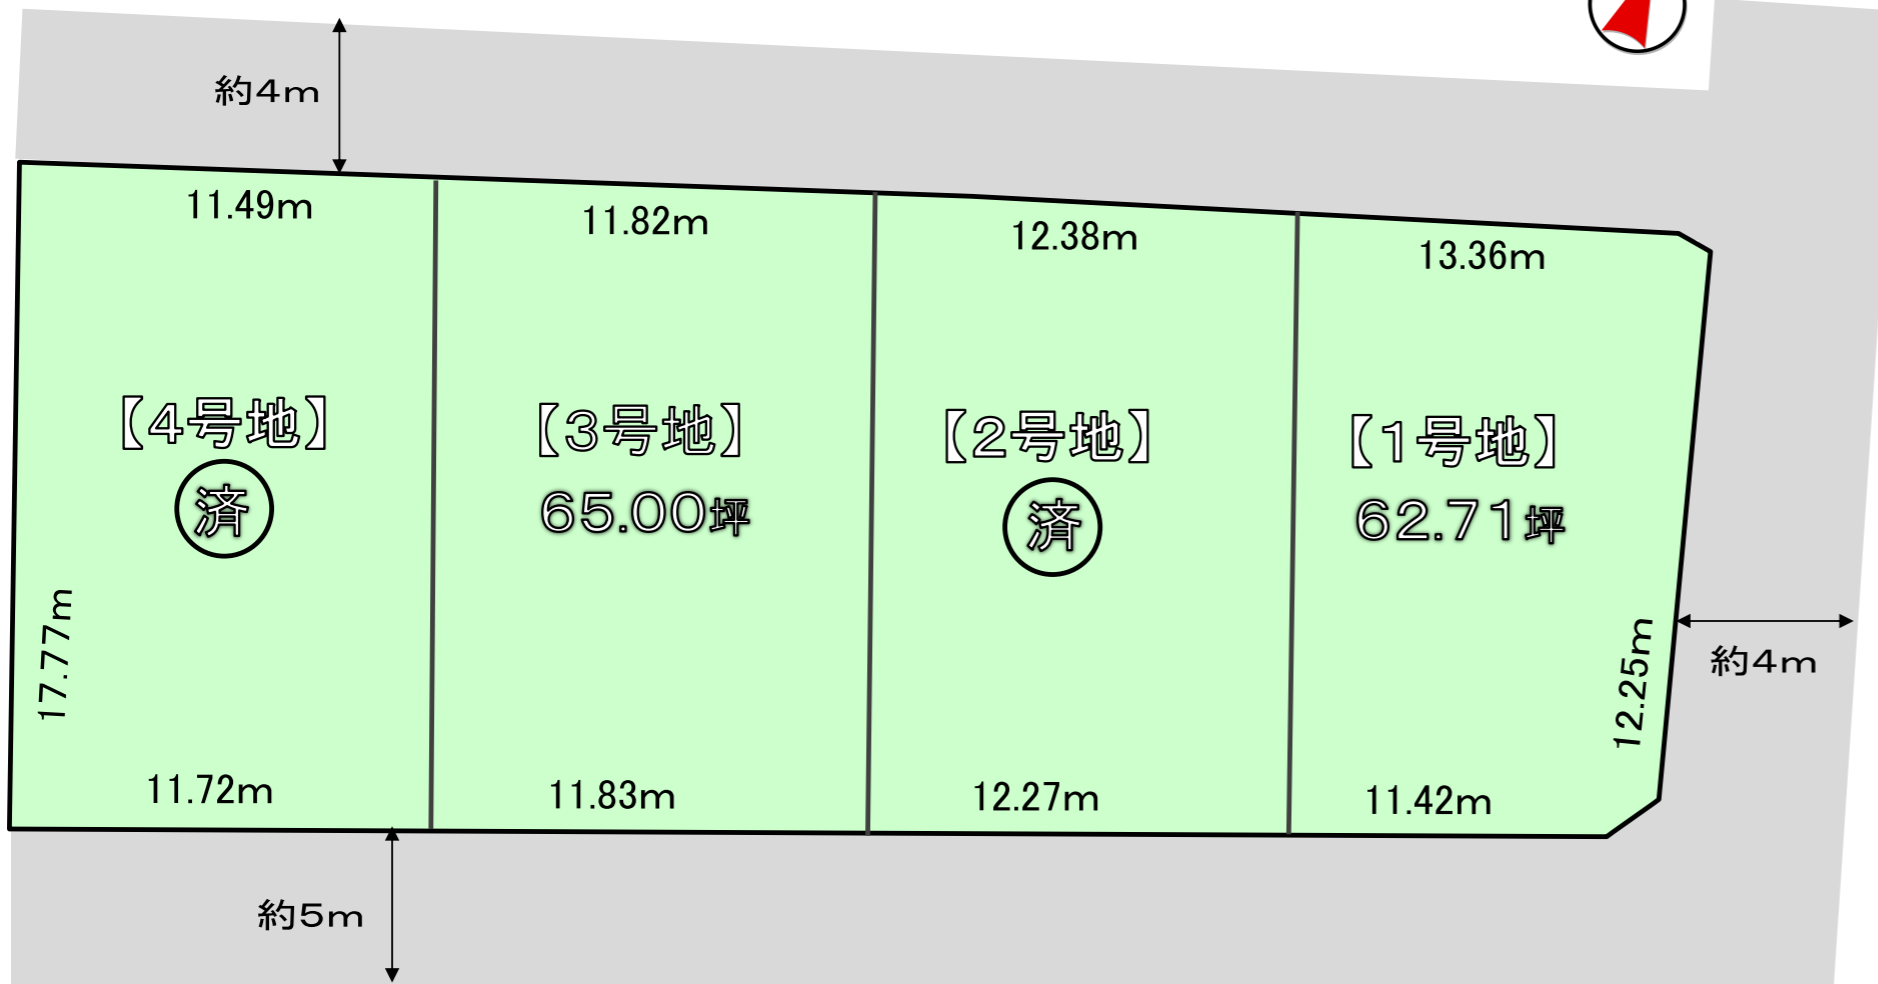 約4m
11.49m
11.82m
12.38m
13.36m
【4号地】
済
【3号地】
65.00坪
【2号地】
済
【1号地】
62.71坪
17.77m
12.25m
約4m
11.72m
11.83m
12.27m
11.42m
約5m